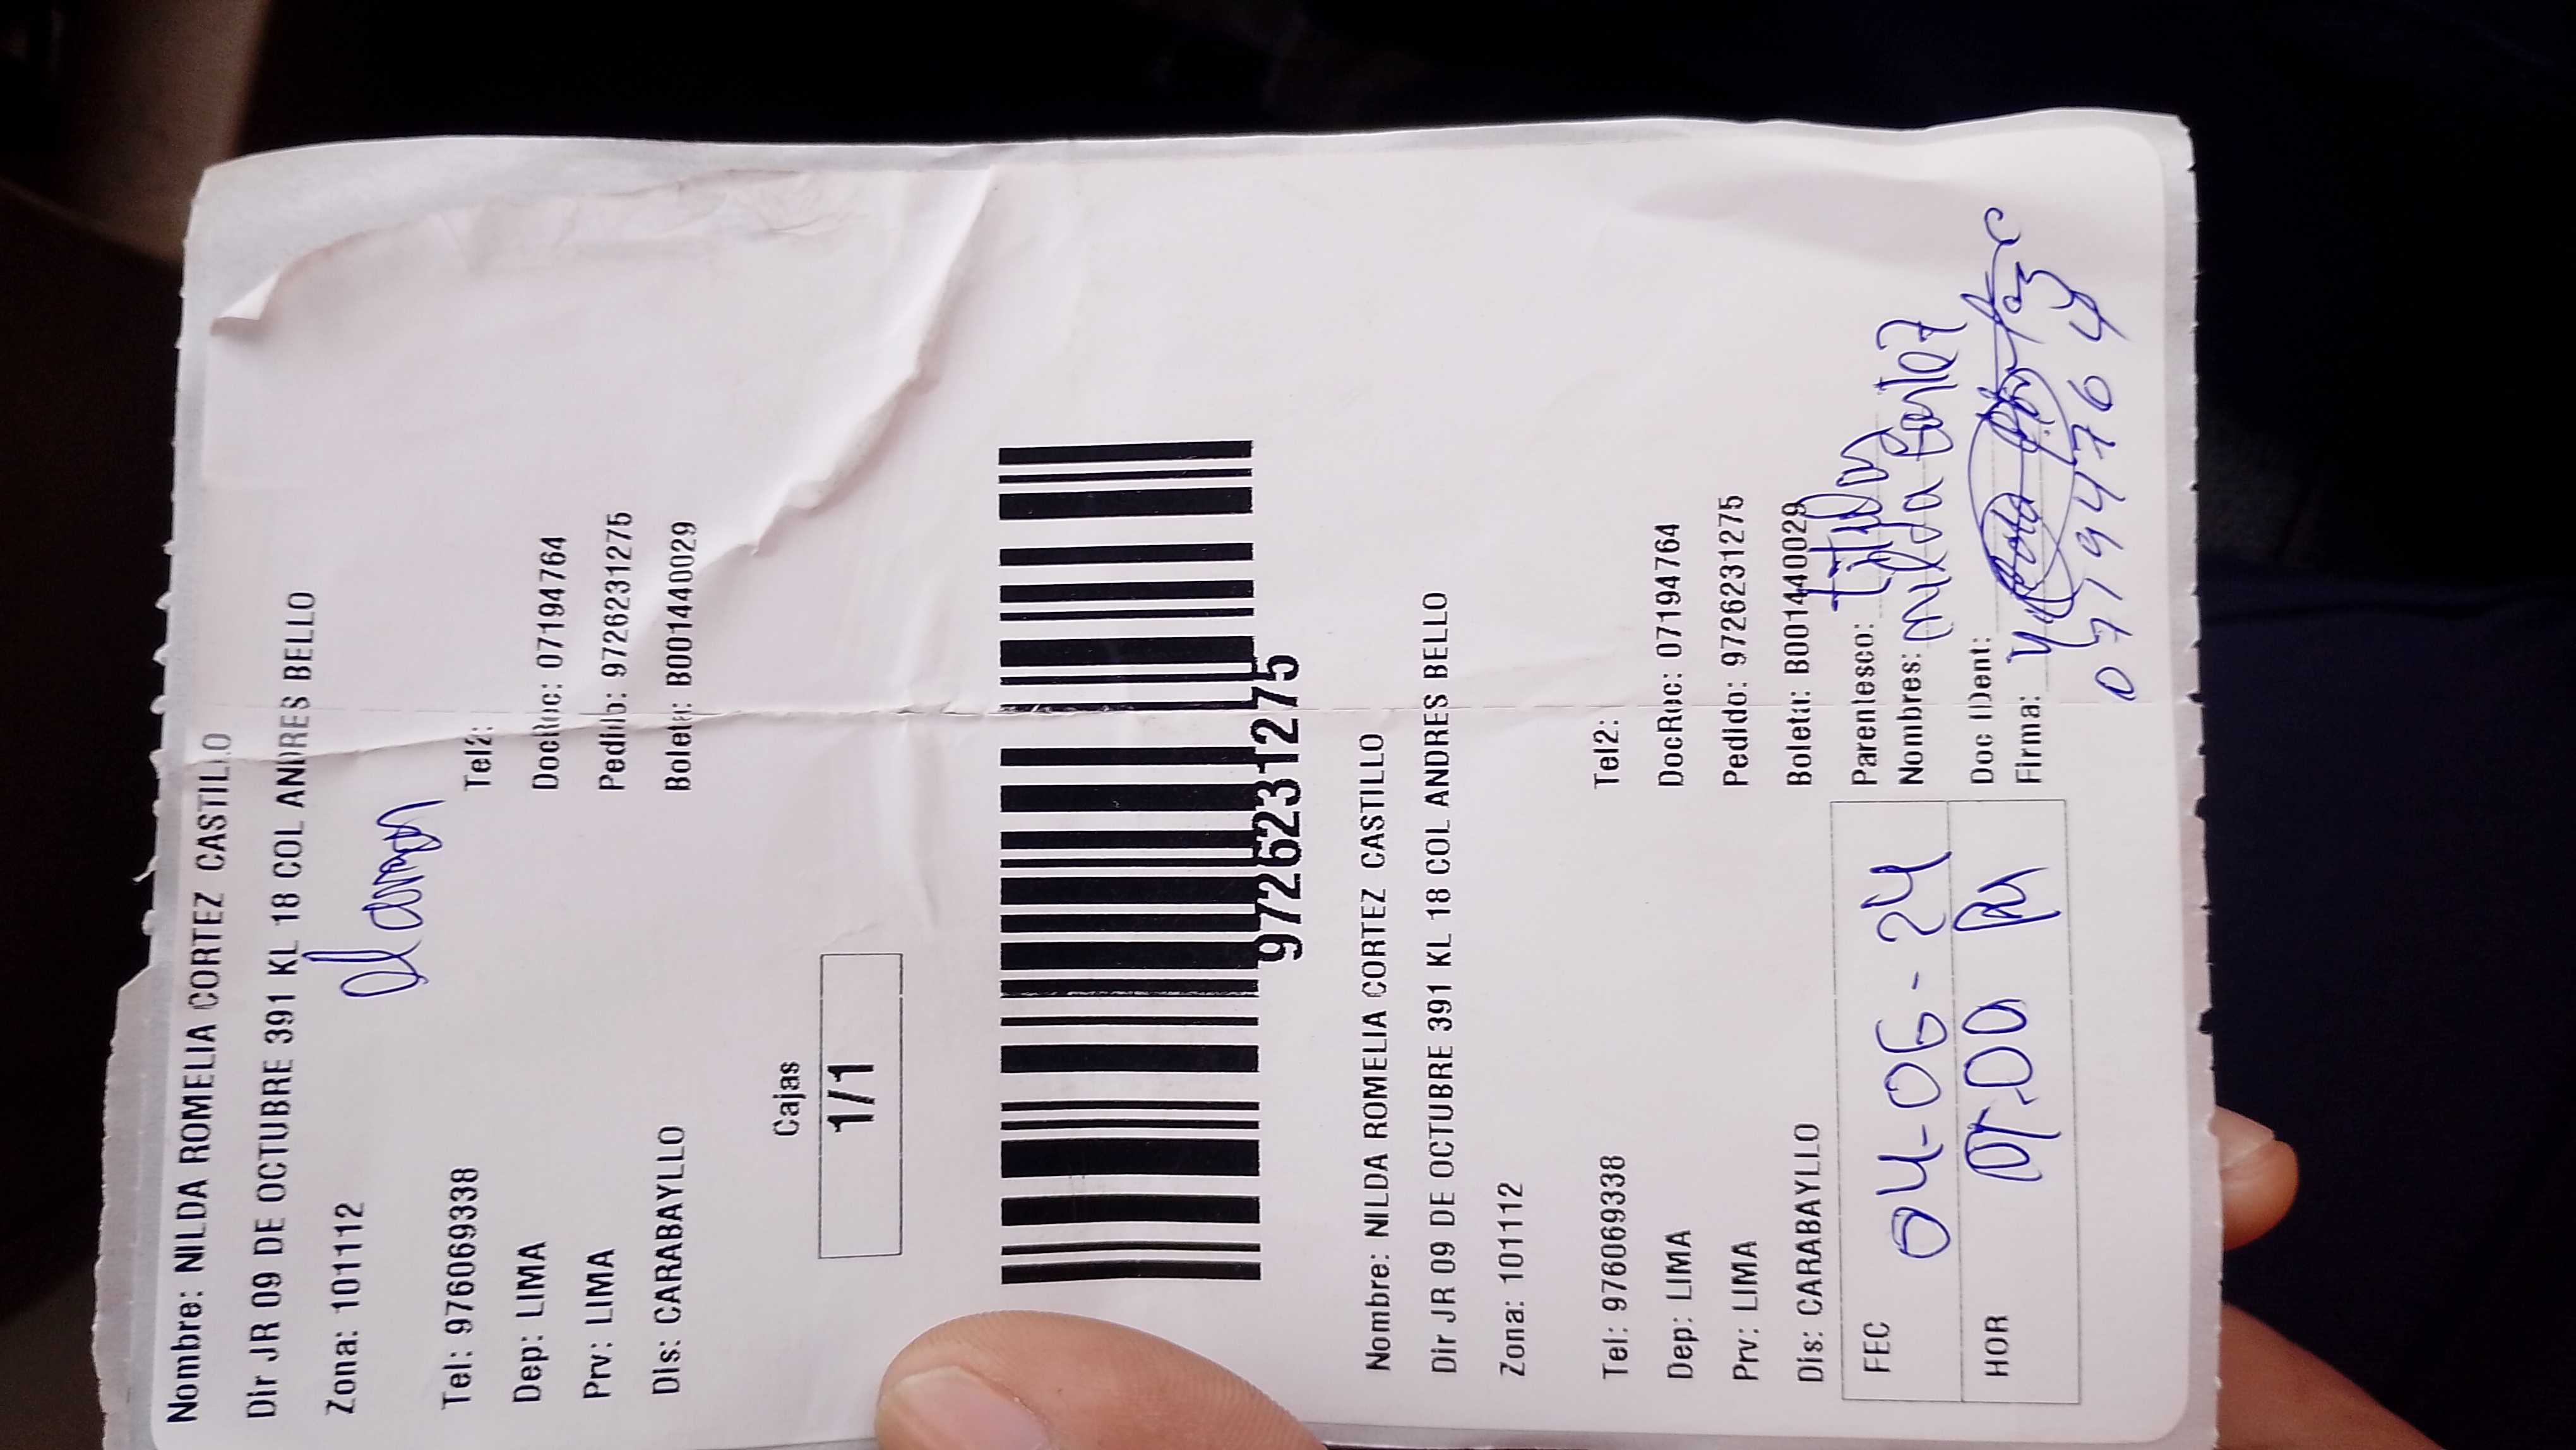 Nombre: NILDA ROMELIA CORTEZ CASTILLO
Dir JR 09 DE OCTUBRE 391 KL 18 COL ANDRES BELLO
Zona: 101112
Tel: 976069338 Tel2:
Dep: LIMA DocRec: 07194764
Prv: LIMA Pedido: 9726231275
Dis: CARABAYLLO Boleta: B001440029
Cajas
1/1
9726231275
Nombre: NILDA ROMELIA CORTEZ CASTILLO
Dir JR 09 DE OCTUBRE 391 KL 18 COL ANDRES BELLO
Zona: 101112
Tel: 976069338 Tel2:
Dep: LIMA DocRec: 07194764
Prv: LIMA Pedido: 9726231275
Dis: CARABAYLLO Boleta: B001440029
FEC 04-06-24 Parentesco: titular
Nombres: nilda Cortez
HOR Doc IDent:
Firma:
07194764